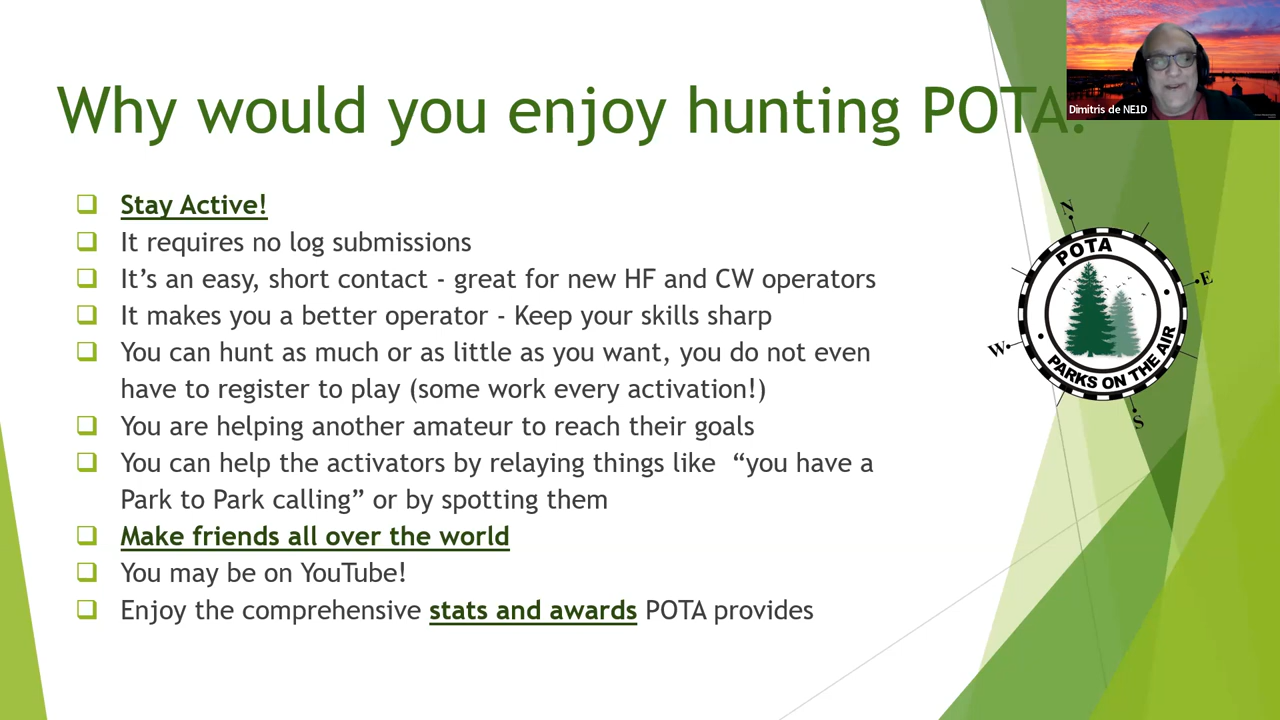 Why would you enjoy hunting POTA?
Dimitris de NE1D
Stay Active!
It requires no log submissions
It's an easy, short contact - great for new HF and CW operators
It makes you a better operator - Keep your skills sharp
You can hunt as much or as little as you want, you do not even
have to register to play (some work every activation!)
You are helping another amateur to reach their goals
You can help the activators by relaying things like “you have a
Park to Park calling” or by spotting them
Make friends all over the world
You may be on YouTube!
Enjoy the comprehensive stats and awards POTA provides
N
POTA
E
W
PARKS ON THE AIR
S